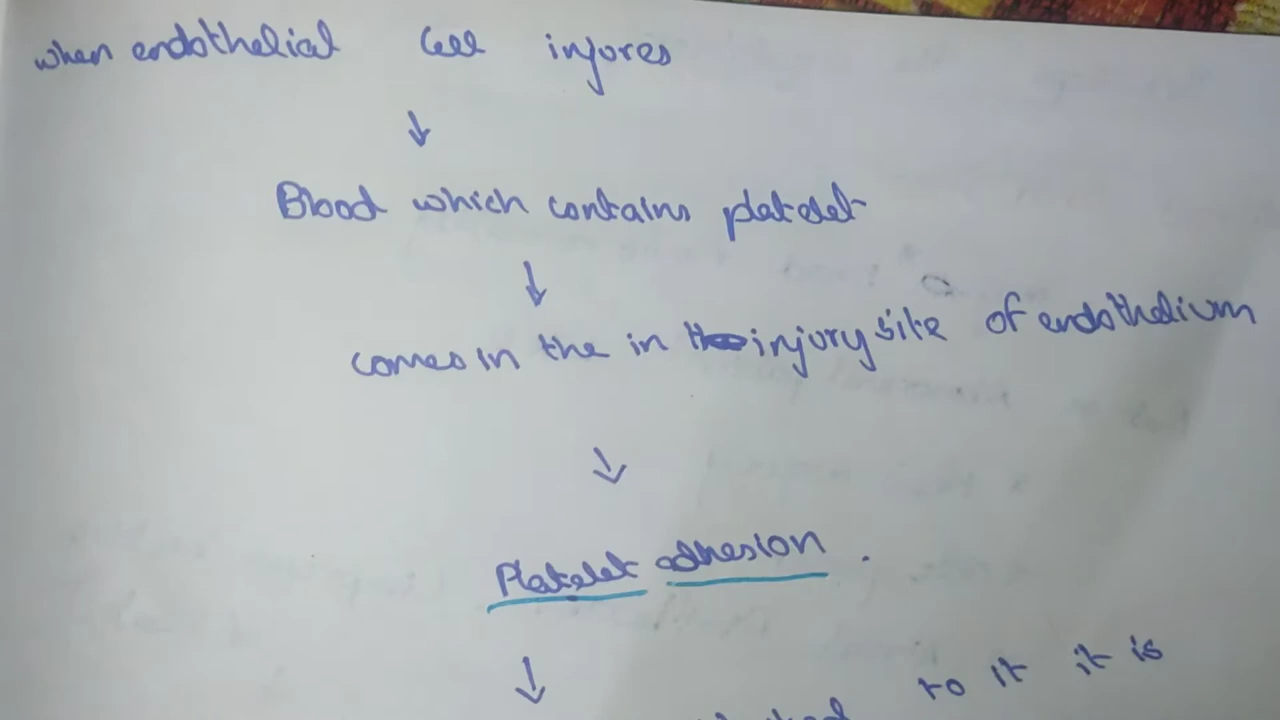 when endothelial cell injures
↓
Blood which contains platelet
↓
comes in the in injury site of endothelium
↓
Platelet adhesion .
↓
to it it is